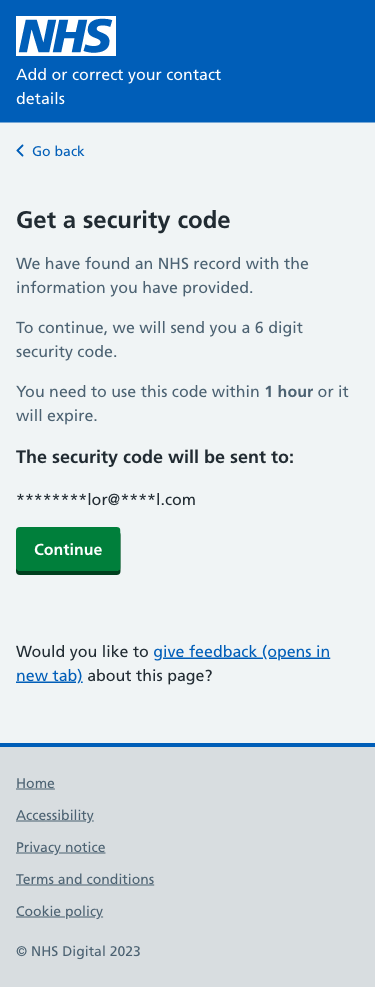 NHS
Add or correct your contact
details
Go back
Get a security code
We have found an NHS record with the
information you have provided.
To continue, we will send you a 6 digit
security code.
You need to use this code within 1 hour or it
will expire.
The security code will be sent to:
********lor@****l.com
Continue
Would you like to give feedback (opens in
new tab) about this page?
Home
Accessibility
Privacy notice
Terms and conditions
Cookie policy
© NHS Digital 2023